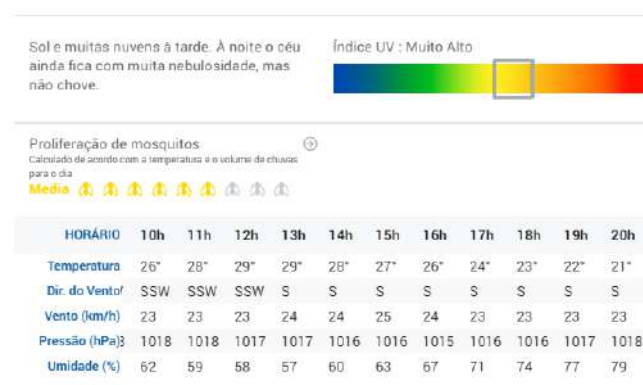 Sol e muitas nuvens à tarde. À noite o céu
ainda fica com muita nebulosidade, mas
não chove.
Índice UV : Muito Alto
Proliferação de mosquitos
Calculado de acordo com a temperatura e o volume de chuvas
para o dia
Media
HORÁRIO 10h 11h 12h 13h 14h 15h 16h 17h 18h 19h 20h
Temperatura 26° 28° 29° 29° 28° 27° 26° 24° 23° 22° 21°
Dir. do Vento SSW SSW SSW S S S S S S S S
Vento (km/h) 23 23 23 24 24 25 24 23 23 23 23
Pressão (hPa) 1018 1018 1017 1017 1016 1016 1015 1016 1016 1017 1018
Umidade (%) 62 59 58 57 60 63 67 71 74 77 79